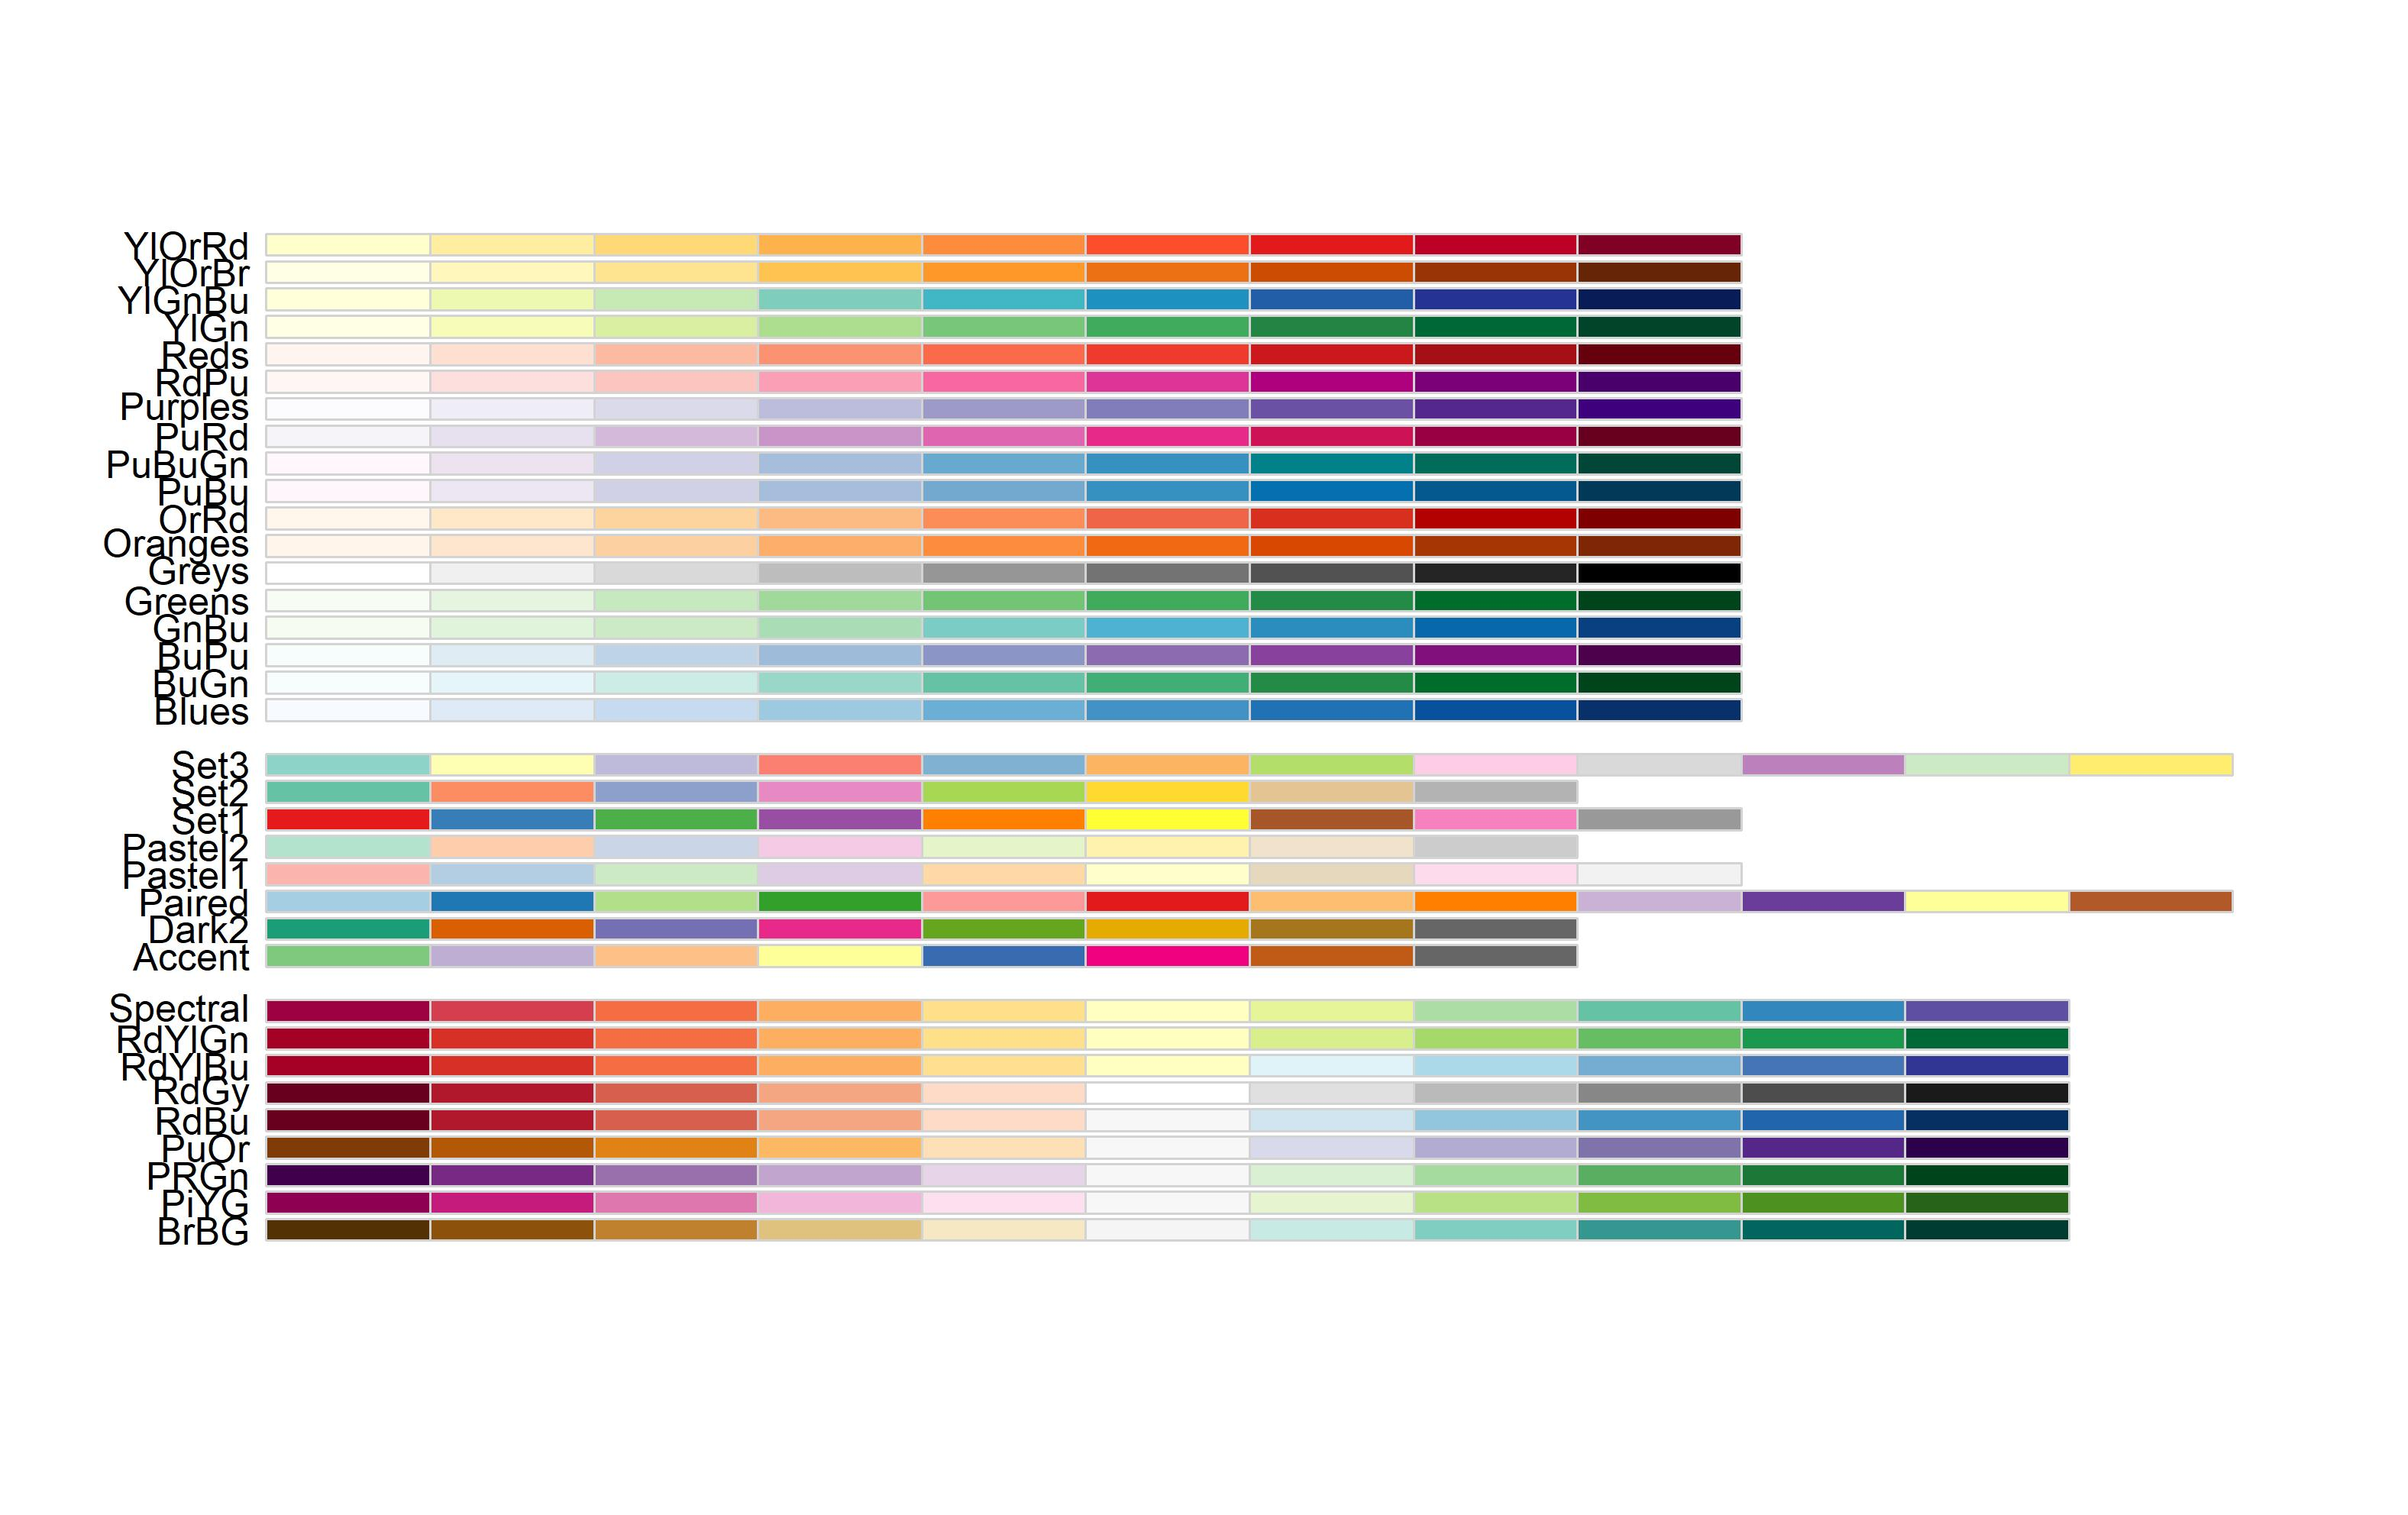 YlOrRd
YlOrBr
YlGnBu
YlGn
Reds
RdPu
Purples
PuRd
PuBuGn
PuBu
OrRd
Oranges
Greys
Greens
GnBu
BuPu
BuGn
Blues
Set3
Set2
Set1
Pastel2
Pastel1
Paired
Dark2
Accent
Spectral
RdYlGn
RdYlBu
RdGy
RdBu
PuOr
PRGn
PiYG
BrBG